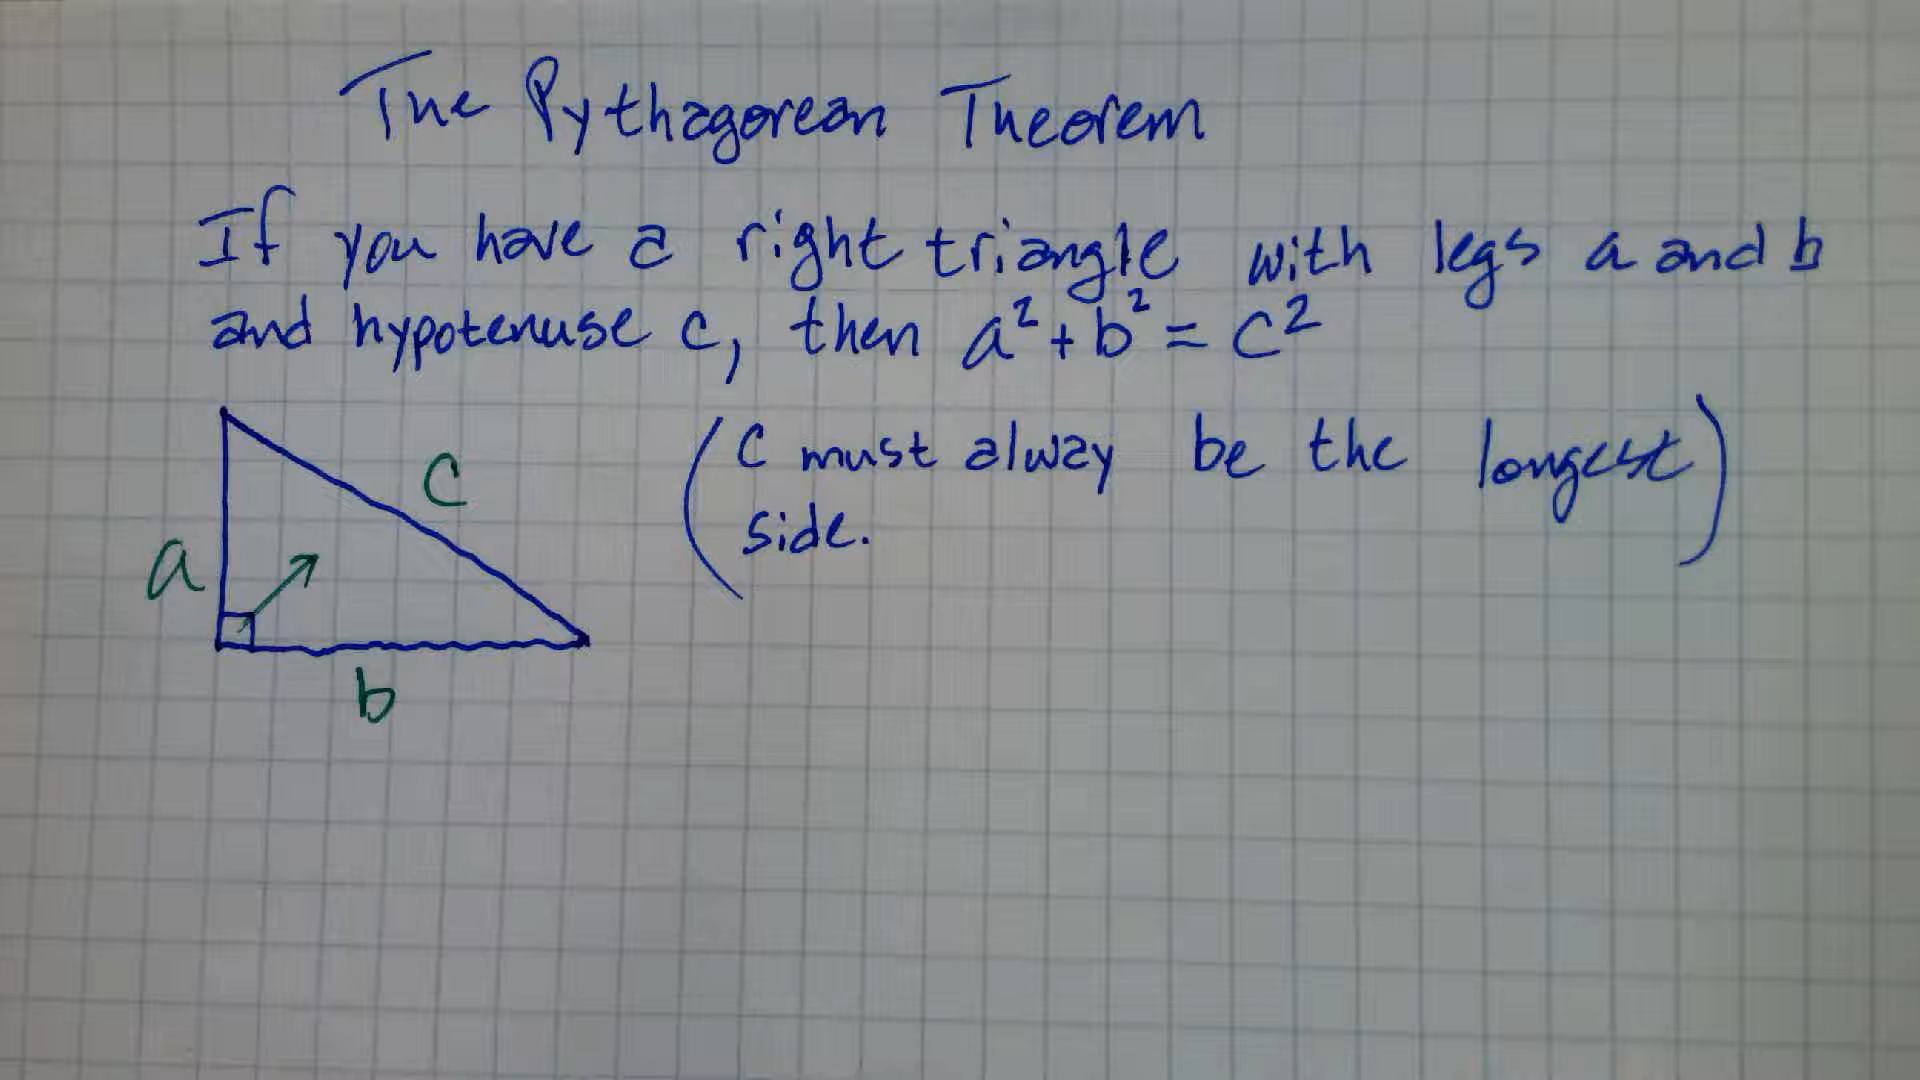 The Pythagorean Theorem
If you have a right triangle with legs a and b
and hypotenuse c, then a² + b² = c²
(C must alway be the longest)
side.
c
a
b